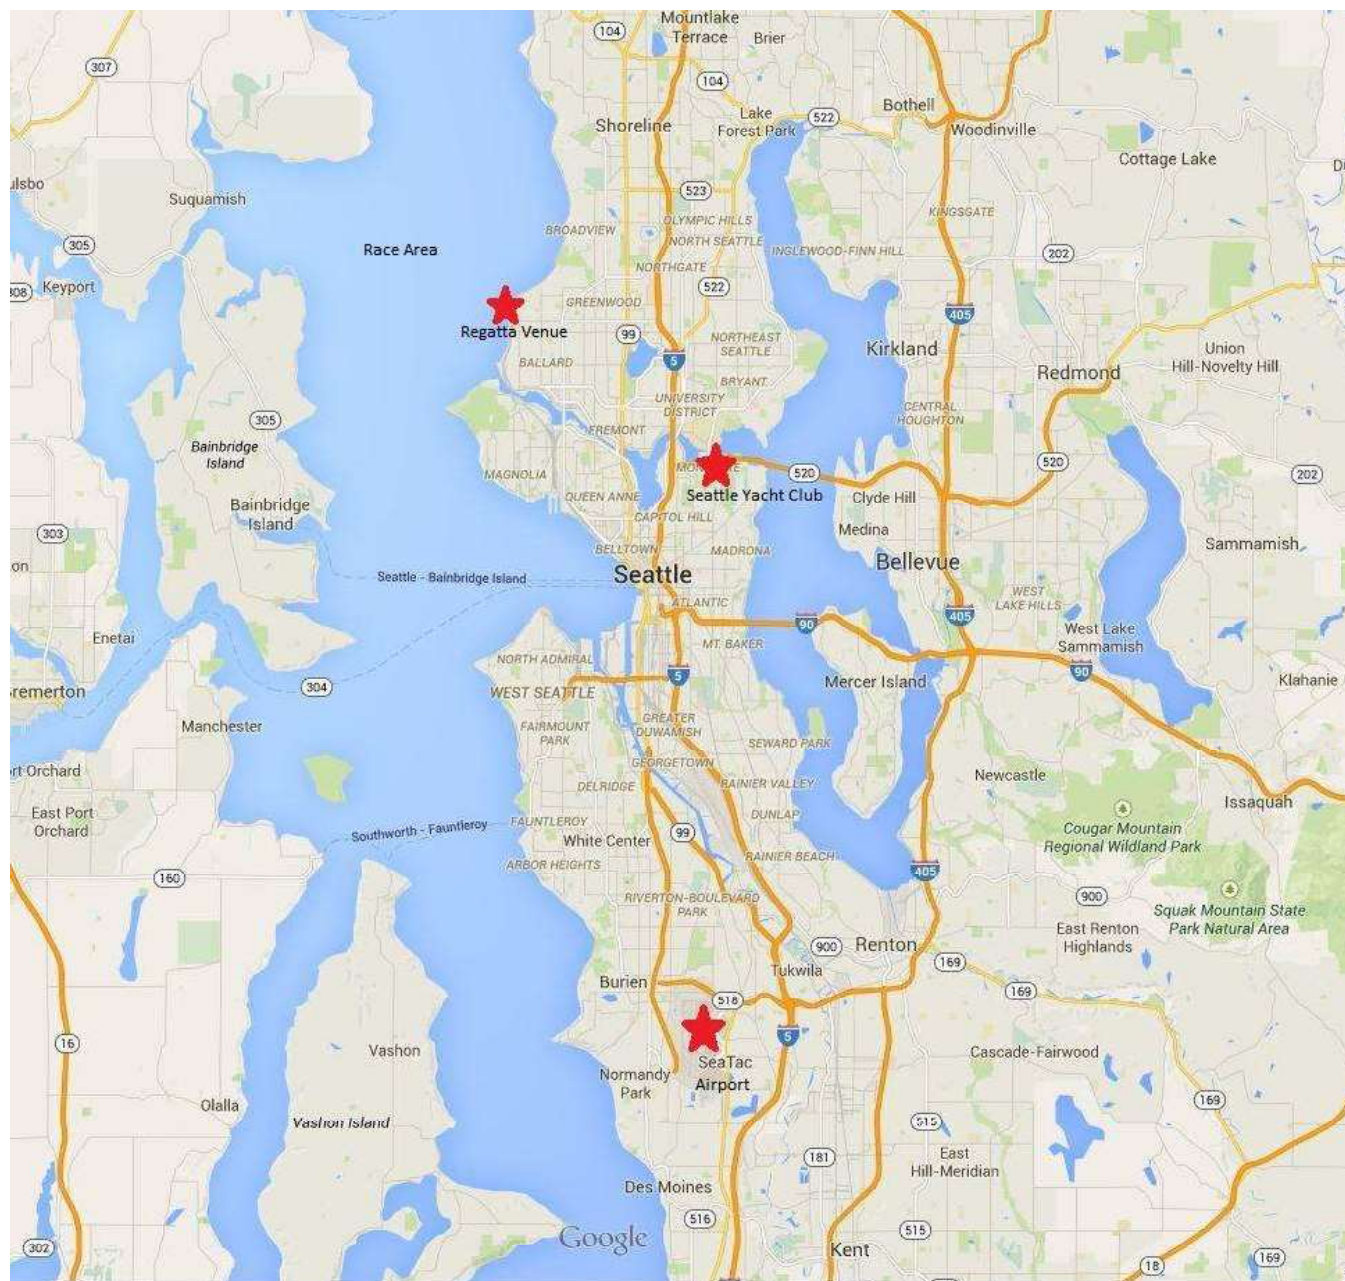 Mountlake
Terrace
Brier
104
307
104
Bothell
Lake
Forest Park
522
Shoreline
Woodinville
Cottage Lake
ulsbo
Suquamish
523
OLYMPIC HILLS
NORTH SEATTLE
KINGSGATE
BROADVIEW
305
Race Area
INGLEWOOD-FINN HILL
202
NORTHGATE
Keyport
308
522
GREENWOOD
405
Regatta Venue
99
NORTHEAST
SEATTLE
Kirkland
Union
Hill-Novelty Hill
BALLARD
5
Redmond
BRYANT
UNIVERSITY
DISTRICT
CENTRAL
HOUGHTON
305
FREMONT
Bainbridge
Island
520
520
MAGNOLIA
202
QUEEN ANNE
Seattle Yacht Club
Clyde Hill
Bainbridge
Island
CAPITOL HILL
Medina
303
BELLTOWN
MADRONA
Sammamish
on
Bellevue
Seattle - Bainbridge Island
Seattle
WEST
LAKE HILLS
ATLANTIC
405
90
Enetai
MT. BAKER
West Lake
Sammamish
NORTH ADMIRAL
90
5
304
WEST SEATTLE
Mercer Island
Klahanie
remerton
Manchester
FAIRMOUNT
PARK
GREATER
DUWAMISH
SEWARD PARK
GEORGETOWN
rt Orchard
DELRIDGE
RAINIER VALLEY
Newcastle
Issaquah
East Port
Orchard
FAUNTLEROY
DUNLAP
Southworth - Fauntleroy
White Center
99
Cougar Mountain
Regional Wildland Park
ARBOR HEIGHTS
RAINIER BEACH
160
405
RIVERTON-BOULEVARD
PARK
900
Squak Mountain State
Park Natural Area
900
Renton
East Renton
Highlands
169
Tukwila
Burien
518
169
16
5
Vashon
SeaTac
Airport
Cascade-Fairwood
Normandy
Park
Olalla
169
Vashon Island
515
181
East
Hill-Meridian
Des Moines
516
Google
515
302
Kent
169
18